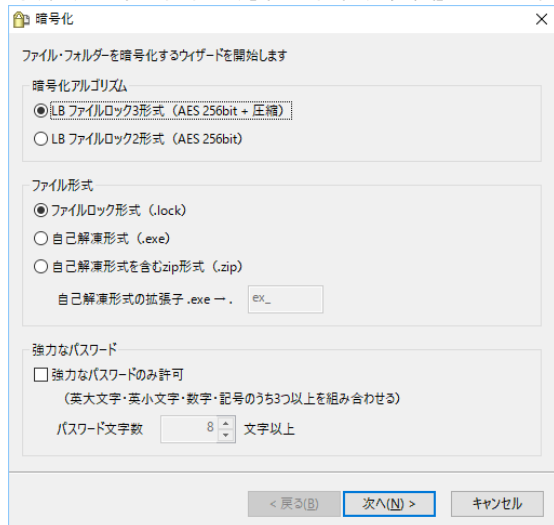 暗号化
ファイル・フォルダーを暗号化するウィザードを開始します
暗号化アルゴリズム
LB ファイルロック3形式（AES 256bit + 圧縮）
LB ファイルロック2形式（AES 256bit）
ファイル形式
ファイルロック形式（.lock）
自己解凍形式（.exe）
自己解凍形式を含むzip形式（.zip）
自己解凍形式の拡張子 .exe → . ex_
強力なパスワード
強力なパスワードのみ許可
（英大文字・英小文字・数字・記号のうち3つ以上を組み合わせる）
パスワード文字数 8 文字以上
< 戻る(B) 次へ(N) > キャンセル